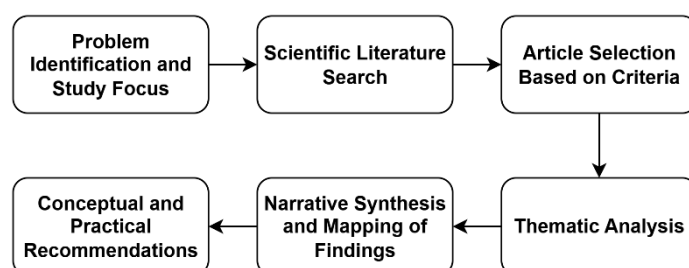 Problem
Identification and
Study Focus
Scientific Literature
Search
Article Selection
Based on Criteria
Thematic Analysis
Narrative Synthesis
and Mapping of
Findings
Conceptual and
Practical
Recommendations